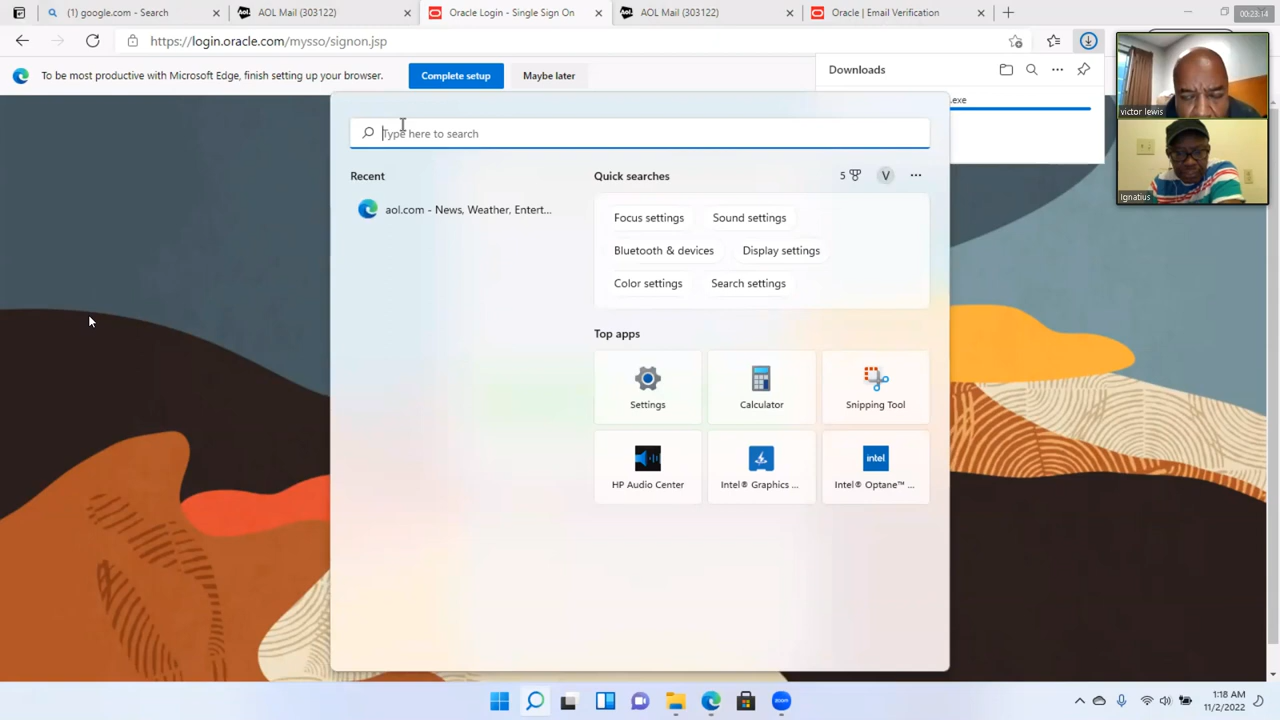 google.com - Search
AOL Mail (303122)
Oracle Login - Single Sign On
AOL Mail (303122)
Oracle | Email Verification
00:23:14
https://login.oracle.com/mysso/signon.jsp
To be most productive with Microsoft Edge, finish setting up your browser.
Complete setup
Maybe later
Downloads
.exe
victor lewis
Ignatius
Type here to search
Recent
Quick searches
5
V
aol.com - News, Weather, Entert...
Focus settings
Sound settings
Bluetooth & devices
Display settings
Color settings
Search settings
Top apps
Settings
Calculator
Snipping Tool
intel
HP Audio Center
Intel® Graphics ...
Intel® Optane™ ...
zoom
1:18 AM
11/2/2022